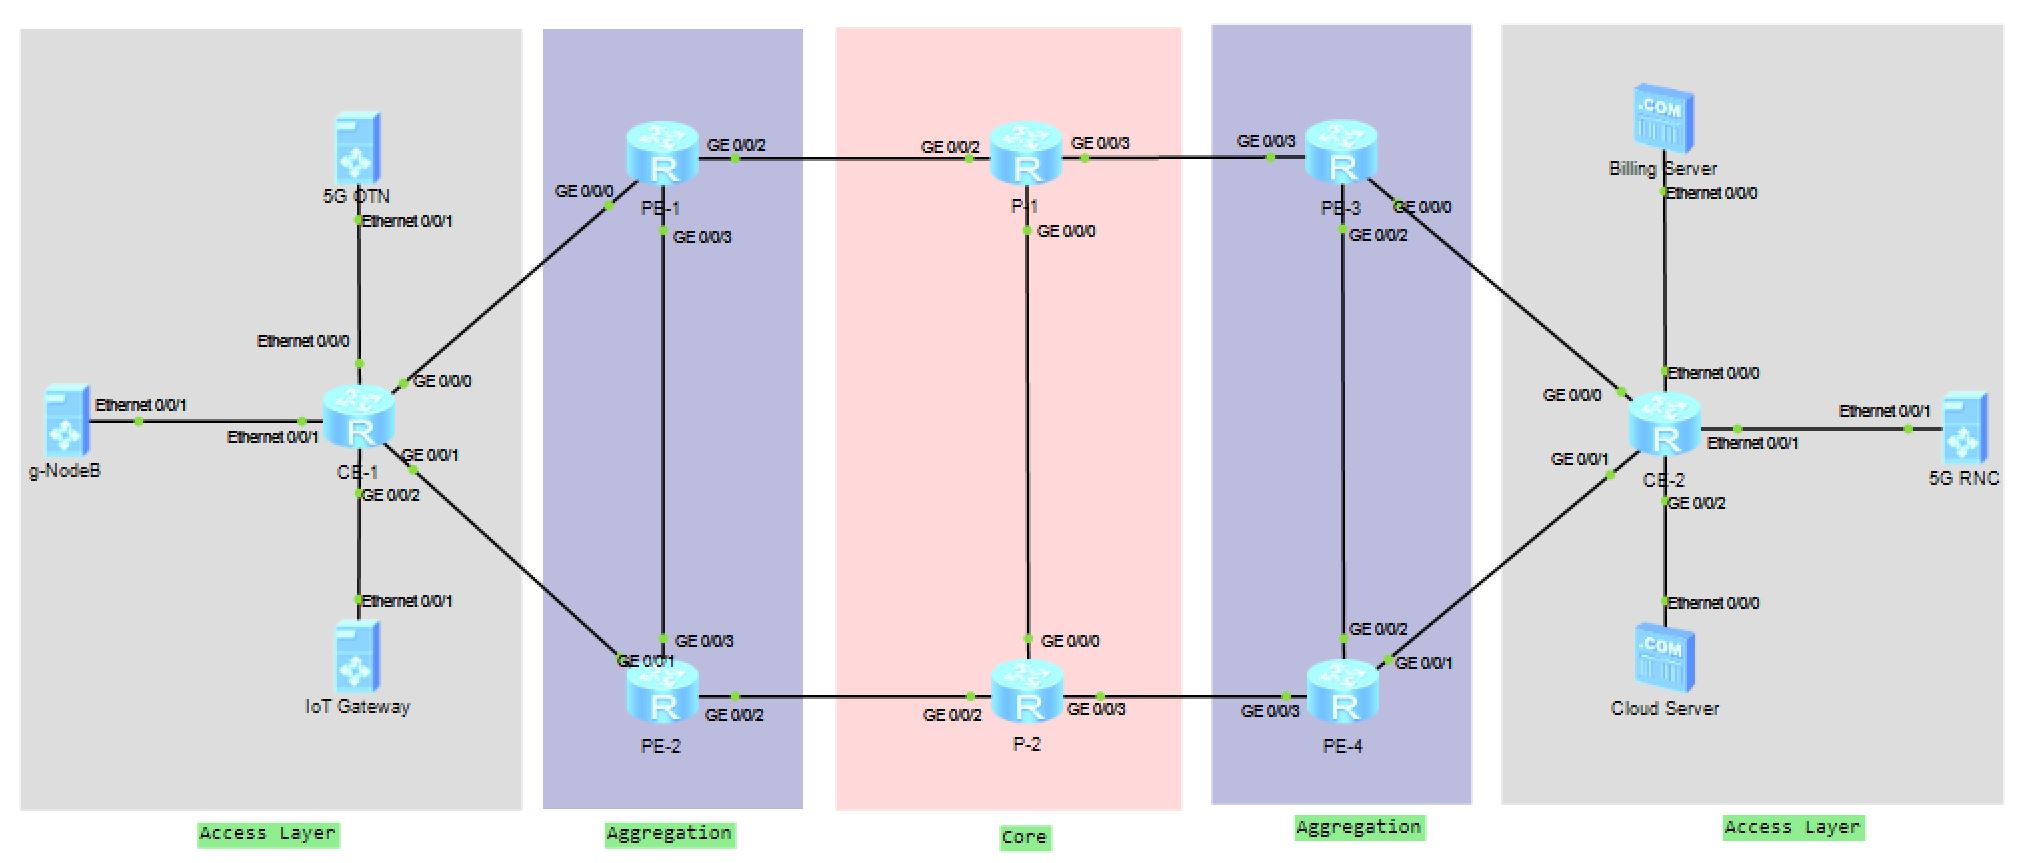 5G OTN
Ethernet 0/0/1
Ethernet 0/0/0
Ethernet 0/0/1
Ethernet 0/0/1
g-NodeB
CE-1
GE 0/0/0
GE 0/0/1
GE 0/0/2
Ethernet 0/0/1
IoT Gateway
Access Layer
R
GE 0/0/2
GE 0/0/0
PE-1
GE 0/0/3
GE 0/0/3
GE 0/0/1
R
GE 0/0/2
PE-2
Aggregation
GE 0/0/2
R
GE 0/0/3
P-1
GE 0/0/0
GE 0/0/0
R
GE 0/0/2
GE 0/0/3
P-2
Core
GE 0/0/3
R
PE-3
GE 0/0/0
GE 0/0/2
GE 0/0/2
GE 0/0/1
R
GE 0/0/3
PE-4
Aggregation
.COM
Billing Server
Ethernet 0/0/0
Ethernet 0/0/0
GE 0/0/0
R
Ethernet 0/0/1
Ethernet 0/0/1
GE 0/0/1
CE-2
5G RNC
GE 0/0/2
Ethernet 0/0/0
.COM
Cloud Server
Access Layer
R